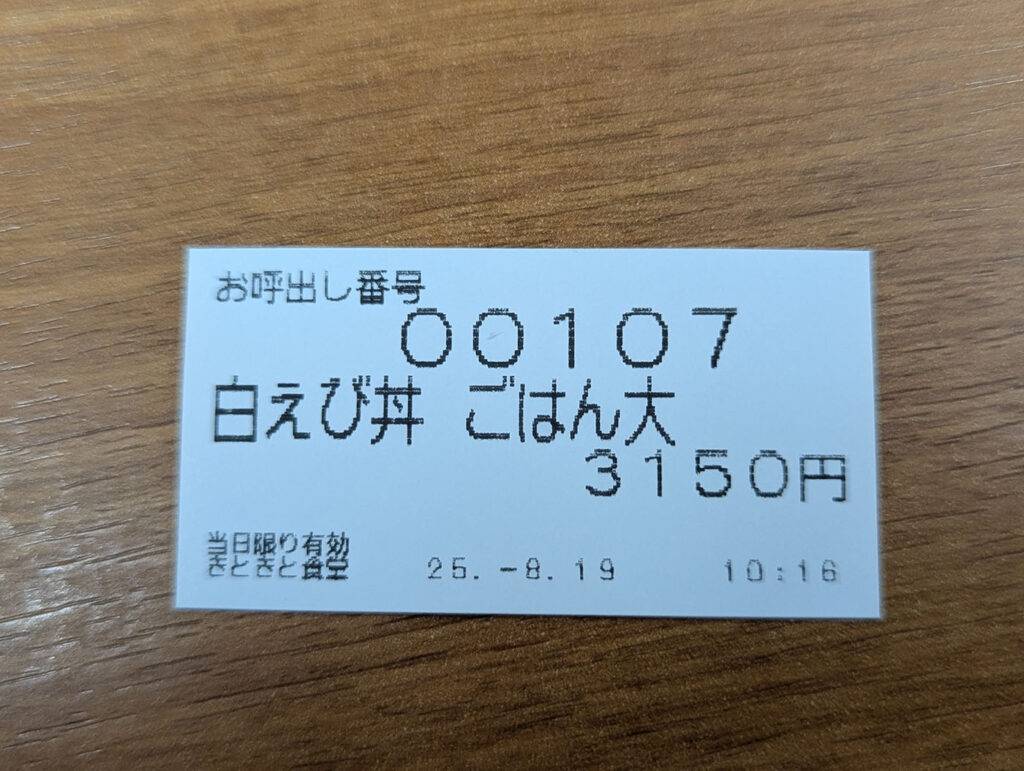 お呼出し番号
00107
白えび丼 ごはん大
3150円
当日限り有効
きときと食堂 25.-8.19 10:16